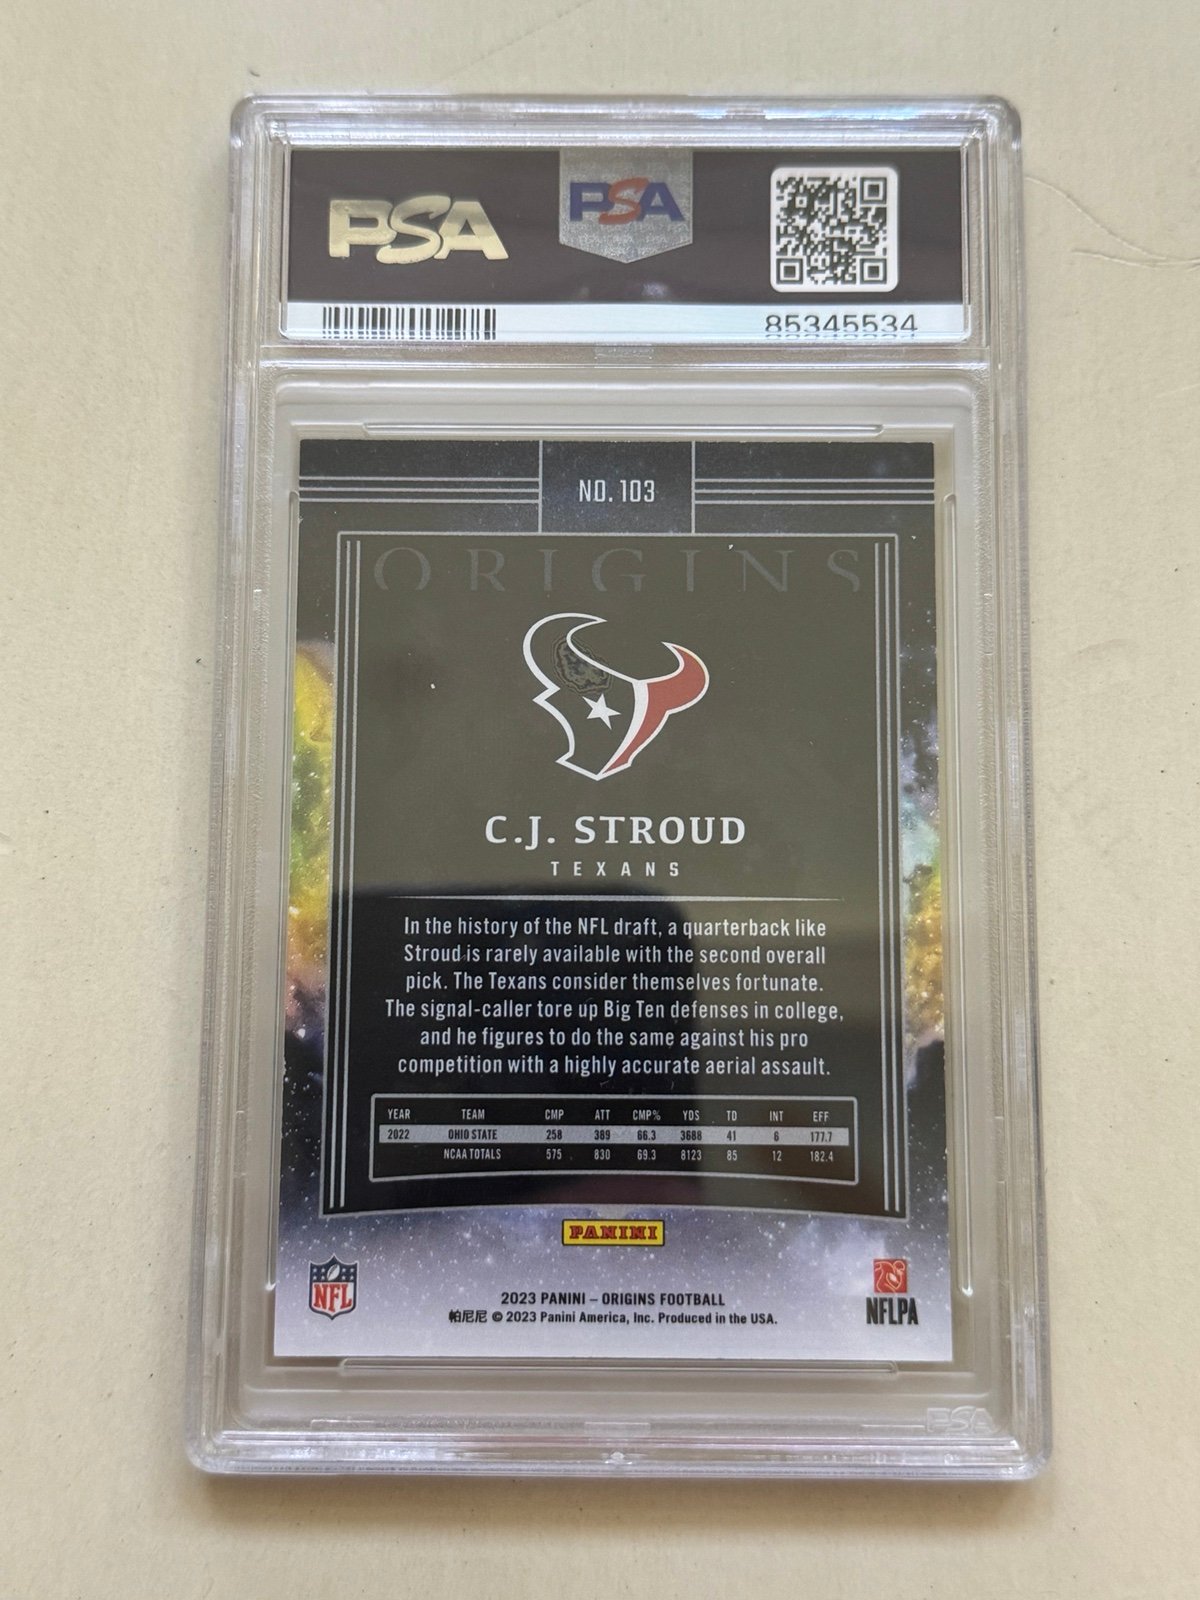 PSA
PSA
85345534
NO. 103
ORIGINS
C.J. STROUD
TEXANS
In the history of the NFL draft, a quarterback like
Stroud is rarely available with the second overall
pick. The Texans consider themselves fortunate.
The signal-caller tore up Big Ten defenses in college,
and he figures to do the same against his pro
competition with a highly accurate aerial assault.
YEAR TEAM CMP ATT CMP% YDS TD INT EFF
2022 OHIO STATE 258 389 66.3 3688 41 6 177.7
NCAA TOTALS 575 830 69.3 8123 85 12 182.4
PANINI
NFL
NFLPA
2023 PANINI – ORIGINS FOOTBALL
帕尼尼 © 2023 Panini America, Inc. Produced in the USA.
PSA